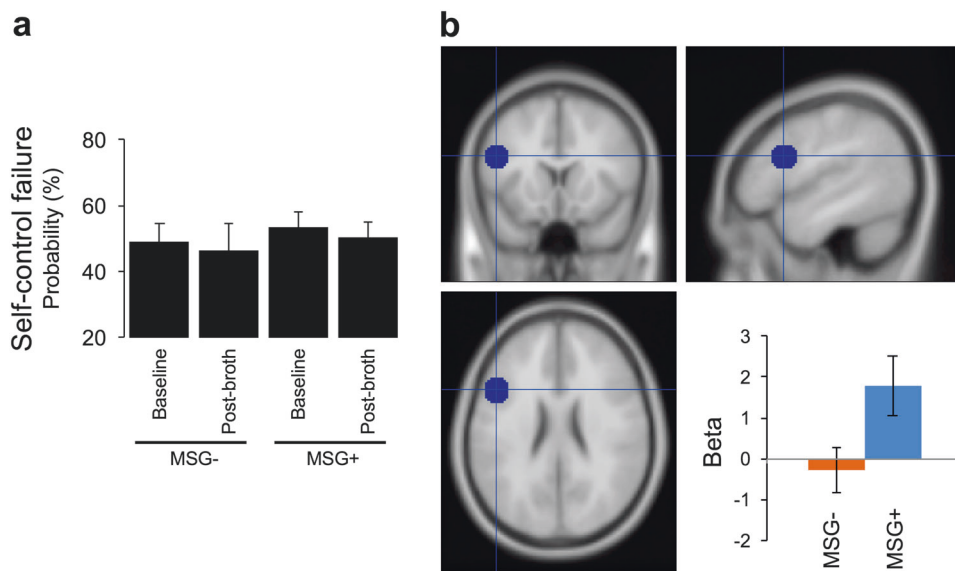 a
Self-control failure
Probability (%)
80
60
40
20
Baseline
Post-broth
Baseline
Post-broth
MSG-
MSG+
b
Beta
3
2
1
0
-1
-2
MSG-
MSG+